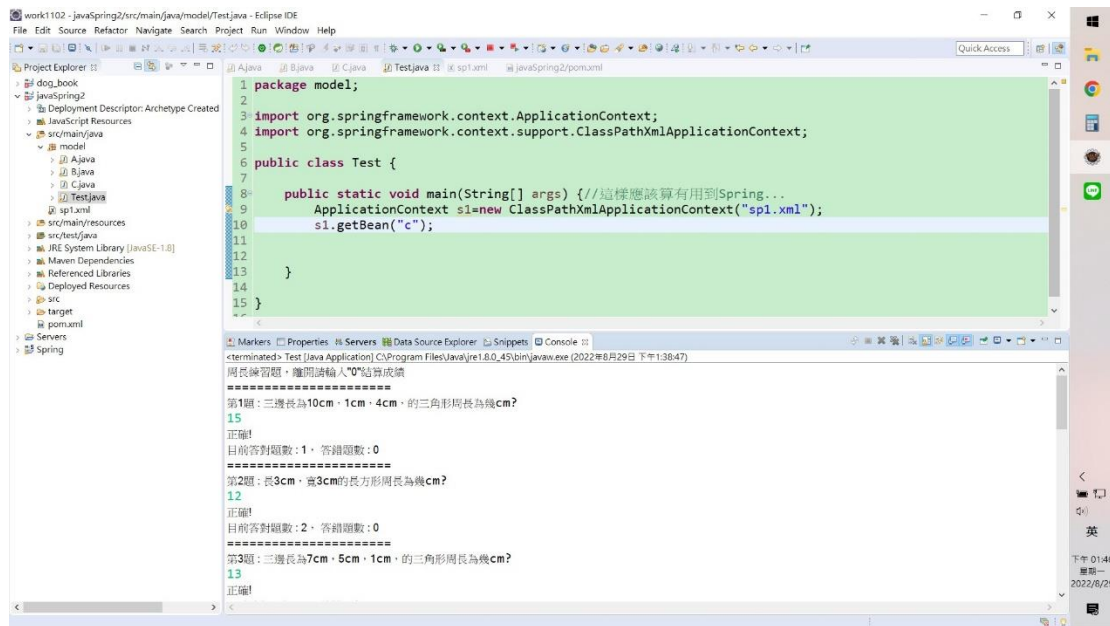 work1102 - javaSpring2/src/main/java/model/Test.java - Eclipse IDE
File Edit Source Refactor Navigate Search Project Run Window Help
Quick Access
Project Explorer
A.java B.java C.java Test.java sp1.xml javaSpring2/pom.xml
dog_book
javaSpring2
Deployment Descriptor: Archetype Created
JavaScript Resources
src/main/java
model
A.java
B.java
C.java
Test.java
sp1.xml
src/main/resources
src/test/java
JRE System Library [JavaSE-1.8]
Maven Dependencies
Referenced Libraries
Deployed Resources
src
target
pom.xml
Servers
Spring
1 package model;
2
3 import org.springframework.context.ApplicationContext;
4 import org.springframework.context.support.ClassPathXmlApplicationContext;
5
6 public class Test {
7
8 public static void main(String[] args) {//這樣應該算有用到Spring...
9 ApplicationContext s1=new ClassPathXmlApplicationContext("sp1.xml");
10 s1.getBean("c");
11
12
13 }
14
15 }
Markers Properties Servers Data Source Explorer Snippets Console
<terminated> Test [Java Application] C:\Program Files\Java\jre1.8.0_45\bin\javaw.exe (2022年8月29日 下午1:38:47)
周長練習題，離開請輸入"0"結算成績
======================
第1題：三邊長為10cm，1cm，4cm，的三角形周長為幾cm?
15
正確!
目前答對題數：1，答錯題數：0
======================
第2題：長3cm，寬3cm的長方形周長為幾cm?
12
正確!
目前答對題數：2，答錯題數：0
======================
第3題：三邊長為7cm，5cm，1cm，的三角形周長為幾cm?
13
正確!
英
下午 01:4
星期一
2022/8/2